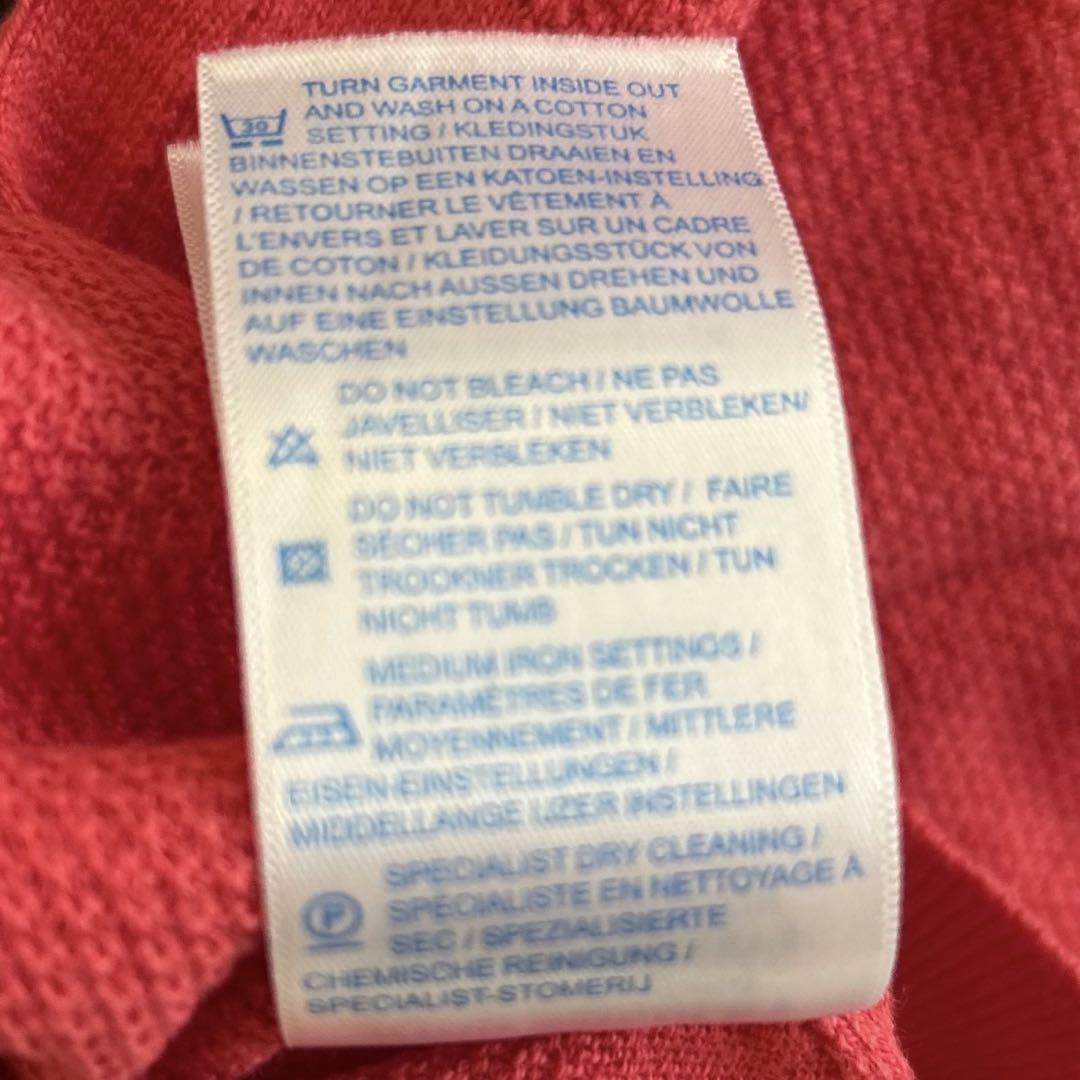 TURN GARMENT INSIDE OUT
30 AND WASH ON A COTTON
SETTING / KLEDINGSTUK
BINNENSTEBUITEN DRAAIEN EN
WASSEN OP EEN KATOEN-INSTELLING
/ RETOURNER LE VÊTEMENT À
L'ENVERS ET LAVER SUR UN CADRE
DE COTON / KLEIDUNGSSTÜCK VON
INNEN NACH AUSSEN DREHEN UND
AUF EINE EINSTELLUNG BAUMWOLLE
WASCHEN
DO NOT BLEACH / NE PAS
JAVELLISER / NIET VERBLEKEN/
NIET VERBLEKEN
DO NOT TUMBLE DRY / FAIRE
SÉCHER PAS / TUN NICHT
TROCKNER TROCKEN / TUN
NICHT TUMB
MEDIUM IRON SETTINGS /
PARAMÈTRES DE FER
MOYENNEMENT / MITTLERE
EISEN-EINSTELLUNGEN /
MIDDELLANGE IJZER INSTELLINGEN
SPECIALIST DRY CLEANING /
P SPECIALISTE EN NETTOYAGE À
SEC / SPEZIALISIERTE
CHEMISCHE REINIGUNG /
SPECIALIST-STOMERIJ